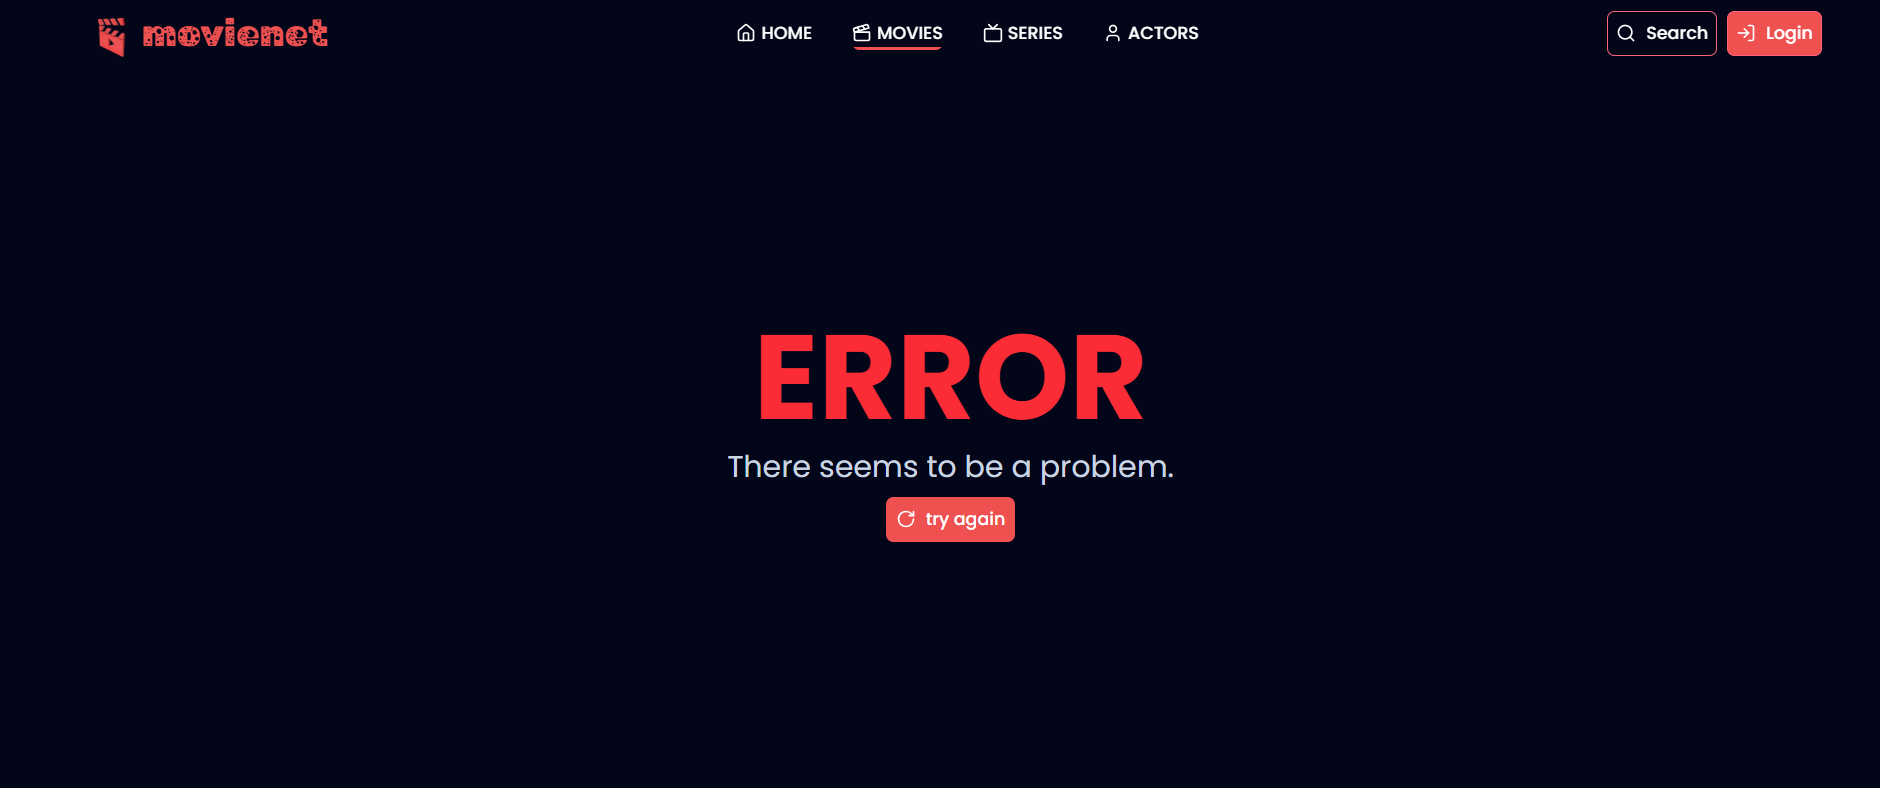 movienet
HOME MOVIES SERIES ACTORS
Search Login
ERROR
There seems to be a problem.
try again